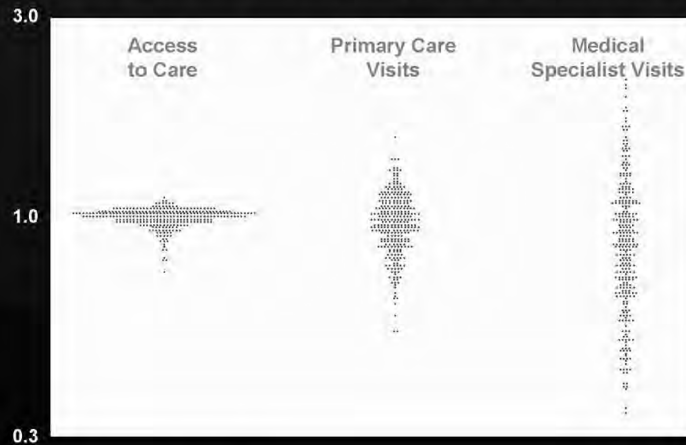 3.0
Access
to Care
Primary Care
Visits
Medical
Specialist Visits
1.0
0.3